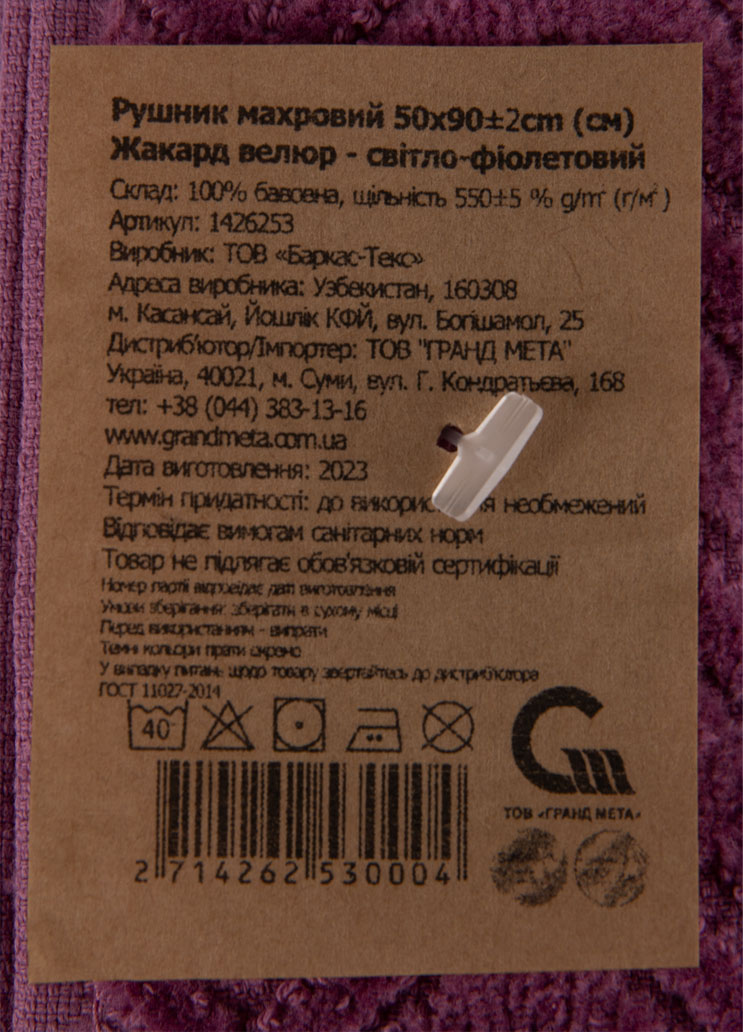 Рушник махровий 50х90±2cm (см)
Жакард велюр - світло-фіолетовий
Склад: 100% бавовна, щільність 550±5 % g/m² (г/м²)
Артикул: 1426253
Виробник: ТОВ «Баркас-Текс»
Адреса виробника: Узбекистан, 160308
м. Касансай, Йошлік КФЙ, вул. Богішамол, 25
Дистриб'ютор/Імпортер: ТОВ "ГРАНД МЕТА"
Україна, 40021, м. Суми, вул. Г. Кондратьєва, 168
тел: +38 (044) 383-13-16
www.grandmeta.com.ua
Дата виготовлення: 2023
Термін придатності: до необмежений
Відповідає вимогам санітарних норм
Товар не підлягає обов'язковій сертифікації
Номер партії відповідає даті виготовлення
Умови зберігання: зберігати в сухому місці
Перед використанням - випрати
Темні кольори прати окремо
У випадку питань щодо товару звертайтесь до дистриб'ютора
ГОСТ 11027-2014
40°
ТОВ «ГРАНД МЕТА»
2 714262 530004